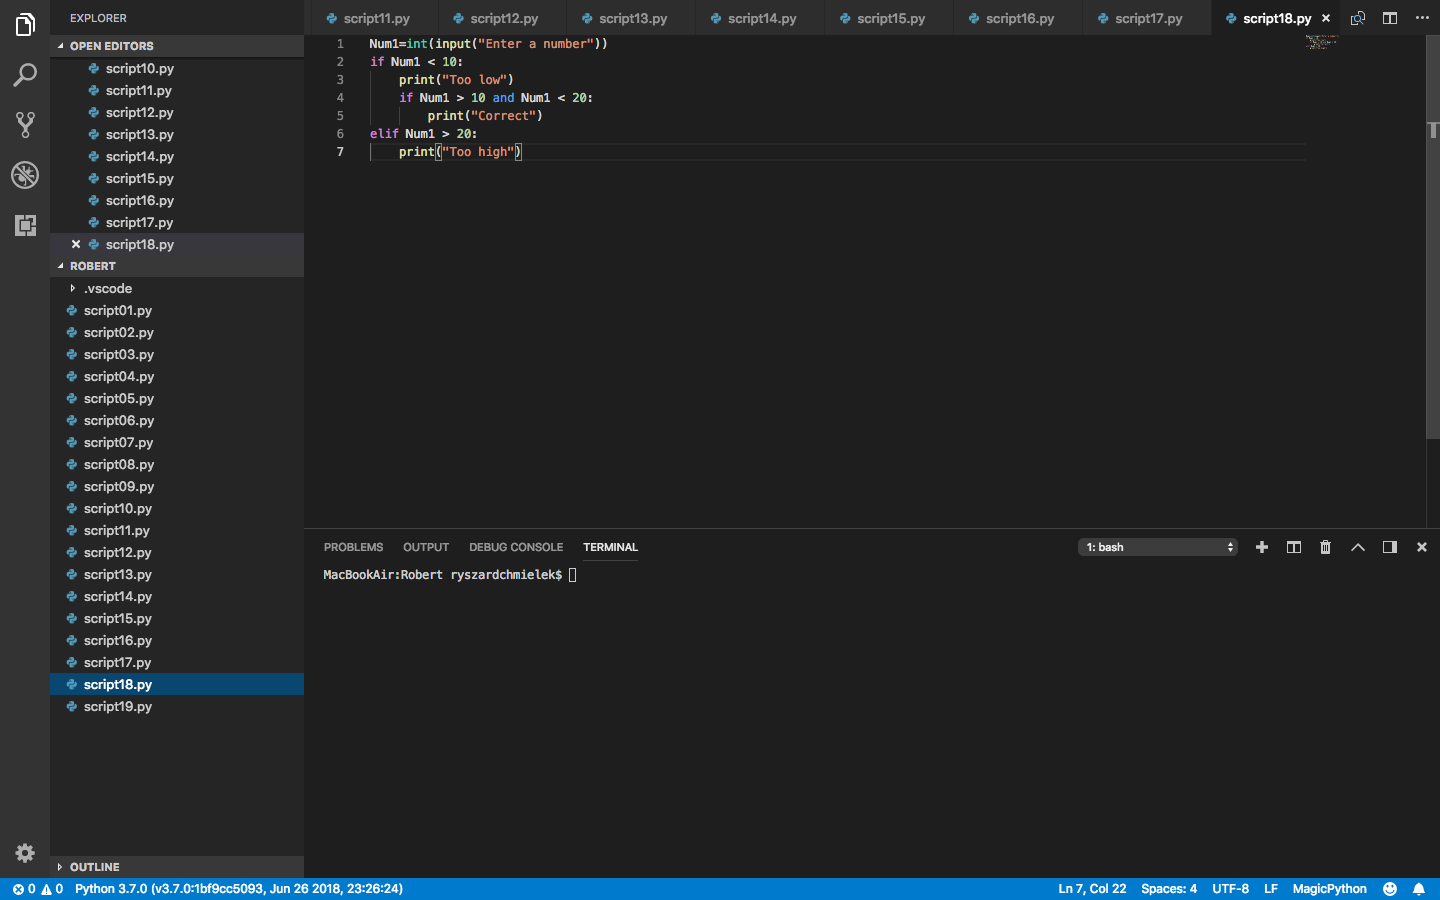 EXPLORER
OPEN EDITORS
script10.py
script11.py
script12.py
script13.py
script14.py
script15.py
script16.py
script17.py
script18.py
ROBERT
.vscode
script01.py
script02.py
script03.py
script04.py
script05.py
script06.py
script07.py
script08.py
script09.py
script10.py
script11.py
script12.py
script13.py
script14.py
script15.py
script16.py
script17.py
script18.py
script19.py
OUTLINE
script11.py script12.py script13.py script14.py script15.py script16.py script17.py script18.py
1 Num1=int(input("Enter a number"))
2 if Num1 < 10:
3     print("Too low")
4     if Num1 > 10 and Num1 < 20:
5         print("Correct")
6 elif Num1 > 20:
7     print("Too high")
PROBLEMS OUTPUT DEBUG CONSOLE TERMINAL 1: bash
MacBookAir:Robert ryszardchmielek$
0 0 Python 3.7.0 (v3.7.0:1bf9cc5093, Jun 26 2018, 23:26:24) Ln 7, Col 22 Spaces: 4 UTF-8 LF MagicPython